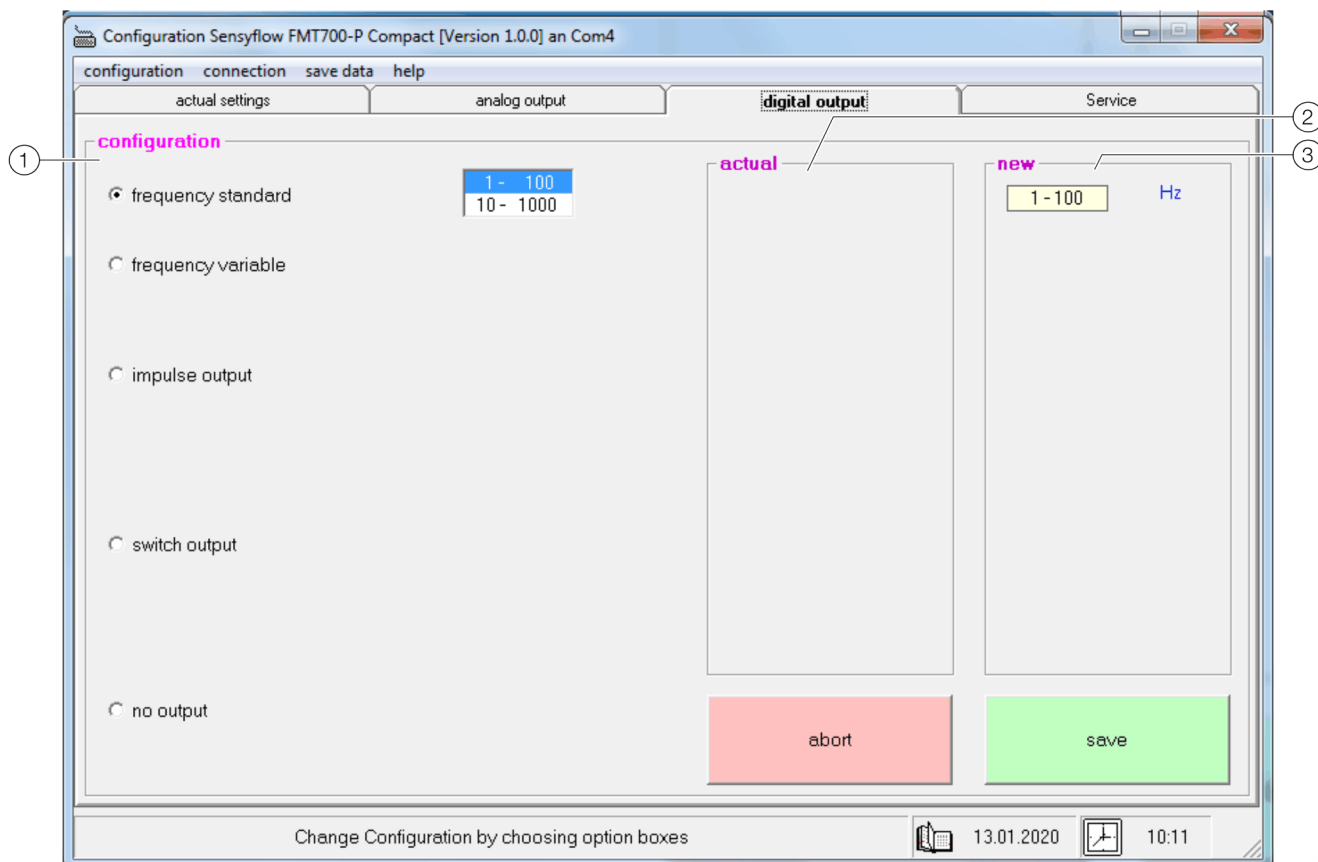 Configuration Sensyflow FMT700-P Compact [Version 1.0.0] an Com4
configuration connection save data help
actual settings
analog output
digital output
Service
configuration
1
2
3
actual
new
frequency standard
1 - 100
10 - 1000
1 - 100
Hz
frequency variable
impulse output
switch output
no output
abort
save
Change Configuration by choosing option boxes
13.01.2020
10:11